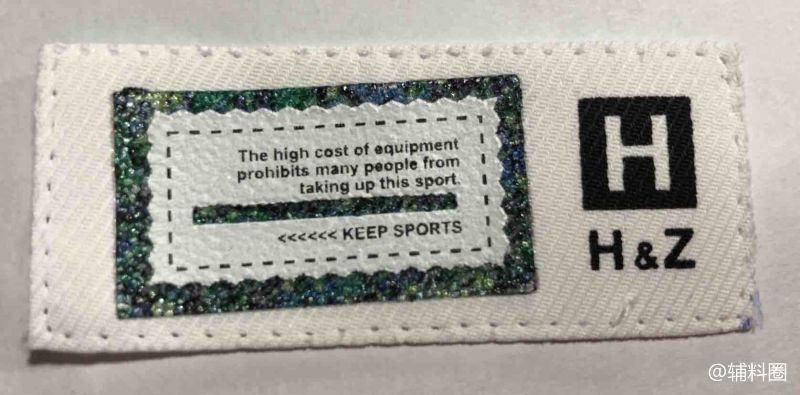 The high cost of equipment
prohibits many people from
taking up this sport.
<<<<<< KEEP SPORTS
H
H & Z
@辅料圈